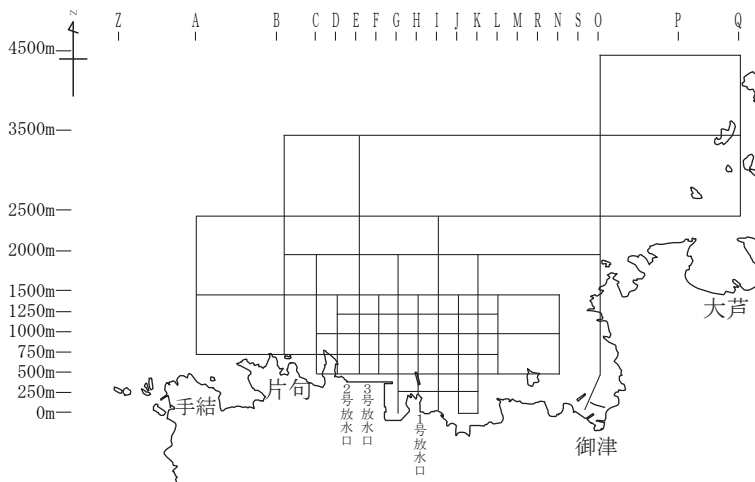 Z A B C D E F G H I J K L M R N S O P Q
z
4500m
3500m
2500m
2000m
1500m
1250m
1000m
750m
500m
250m
0m
大芦
片句
手結
御津
2号放水口
3号放水口
1号放水口